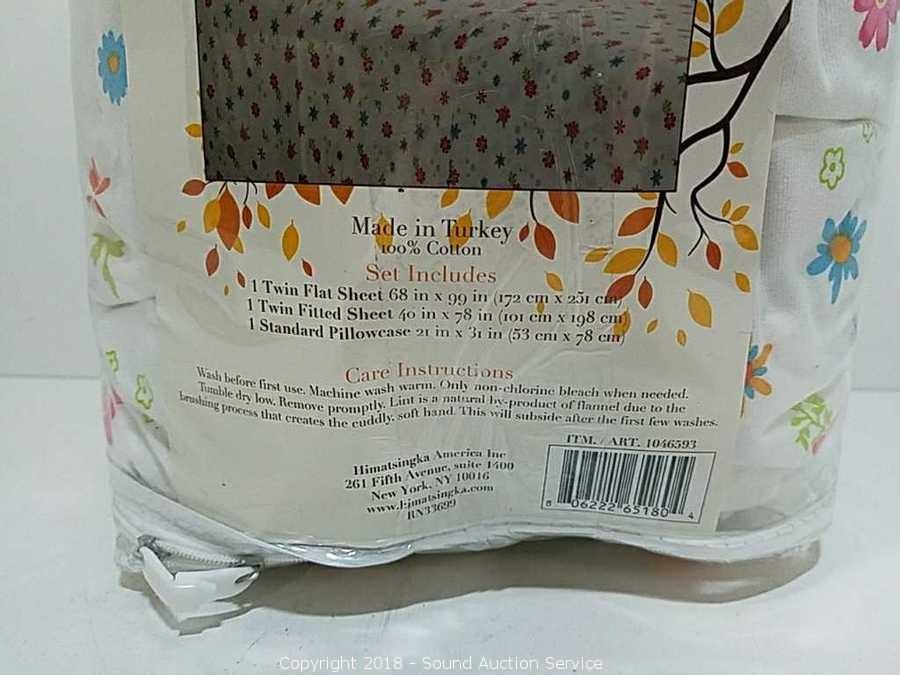 Made in Turkey
100% Cotton
Set Includes
1 Twin Flat Sheet 68 in x 99 in (172 cm x 251 cm)
1 Twin Fitted Sheet 40 in x 78 in (101 cm x 198 cm)
1 Standard Pillowcase 21 in x 31 in (53 cm x 78 cm)
Care Instructions
Wash before first use. Machine wash warm. Only non-chlorine bleach when needed.
Tumble dry low. Remove promptly. Lint is a natural by-product of flannel due to the
brushing process that creates the cuddly, soft hand. This will subside after the first few washes.
ITM. / ART. 1046593
Himatsingka America Inc
261 Fifth Avenue, suite 1400
New York, NY 10016
RN33699
8 06222 65180 4
Copyright 2018 - Sound Auction Service